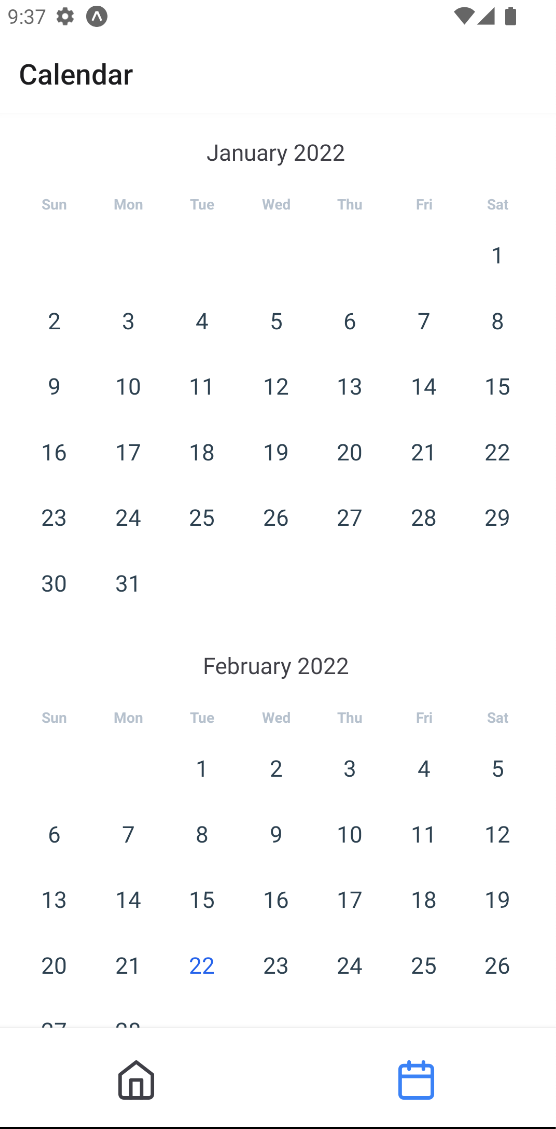 9:37
Calendar
January 2022
Sun Mon Tue Wed Thu Fri Sat
1
2 3 4 5 6 7 8
9 10 11 12 13 14 15
16 17 18 19 20 21 22
23 24 25 26 27 28 29
30 31
February 2022
Sun Mon Tue Wed Thu Fri Sat
1 2 3 4 5
6 7 8 9 10 11 12
13 14 15 16 17 18 19
20 21 22 23 24 25 26
27 28